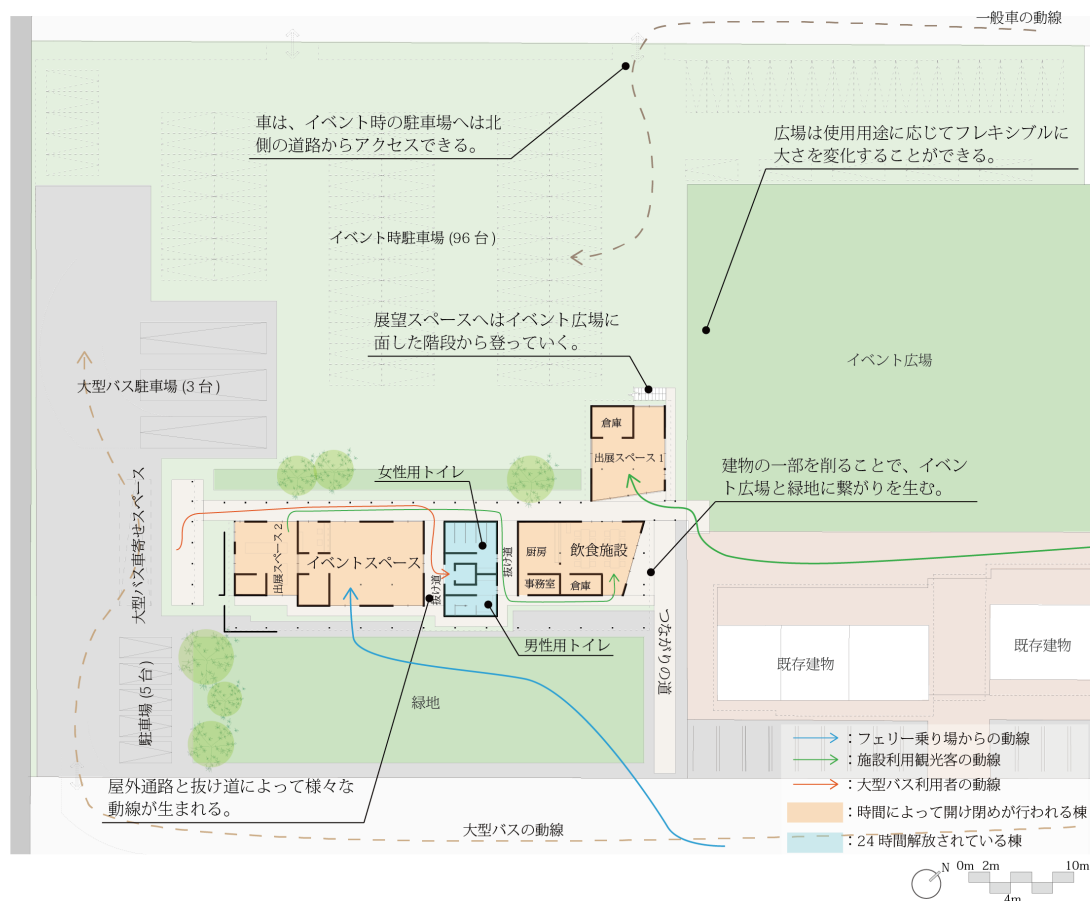 一般車の動線
車は、イベント時の駐車場へは北
側の道路からアクセスできる。
広場は使用用途に応じてフレキシブルに
大さを変化することができる。
イベント時駐車場 (96 台)
展望スペースへはイベント広場に
面した階段から登っていく。
イベント広場
大型バス駐車場 (3 台)
倉庫
出展スペース 1
女性用トイレ
建物の一部を削ることで、イベン
ト広場と緑地に繋がりを生む。
大型バス車寄せスペース
出展スペース 2
イベントスペース
抜け道
抜け道
厨房
飲食施設
事務室
倉庫
男性用トイレ
つながりの道
既存建物
既存建物
駐車場 (5 台)
緑地
屋外通路と抜け道によって様々な
動線が生まれる。
大型バスの動線
：フェリー乗り場からの動線
：施設利用観光客の動線
：大型バス利用者の動線
：時間によって開け閉めが行われる棟
：24 時間解放されている棟
N
0m 2m 10m
4m